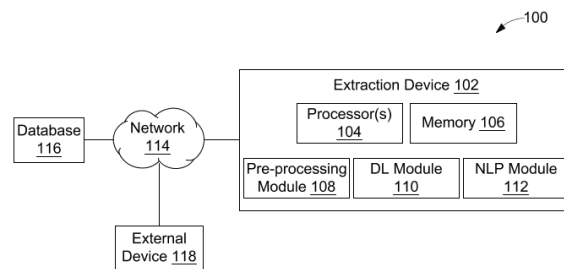 100
Extraction Device 102
Processor(s)
104
Memory 106
Database
116
Network
114
Pre-processing
Module 108
DL Module
110
NLP Module
112
External
Device 118